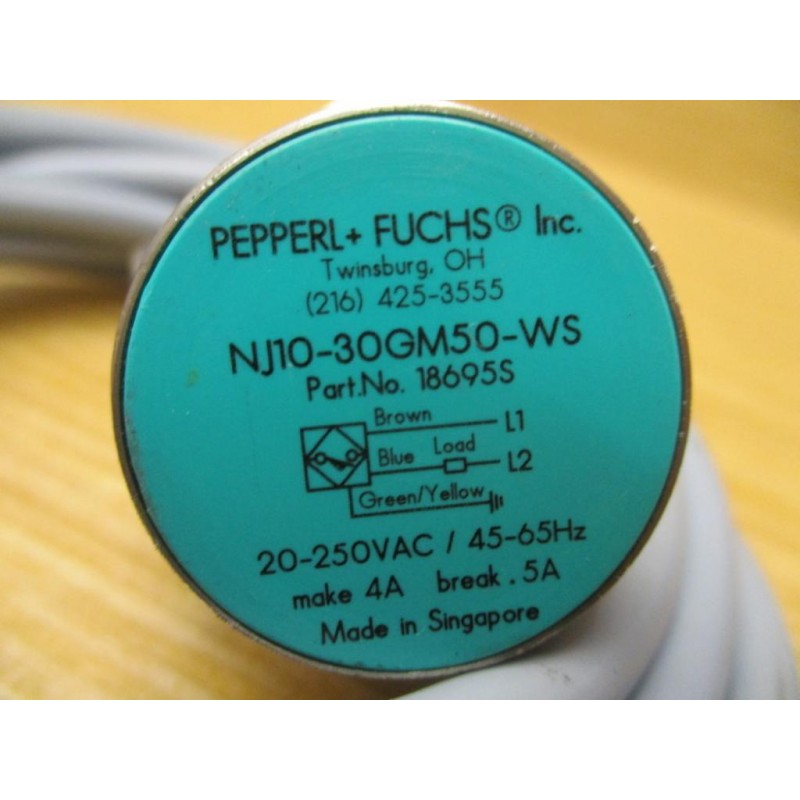 PEPPERL+ FUCHS® Inc.
Twinsburg, OH
(216) 425-3555
NJ10-30GM50-WS
Part.No. 18695S
Brown L1
Blue Load L2
Green/Yellow
20-250VAC / 45-65Hz
make 4A break .5A
Made in Singapore